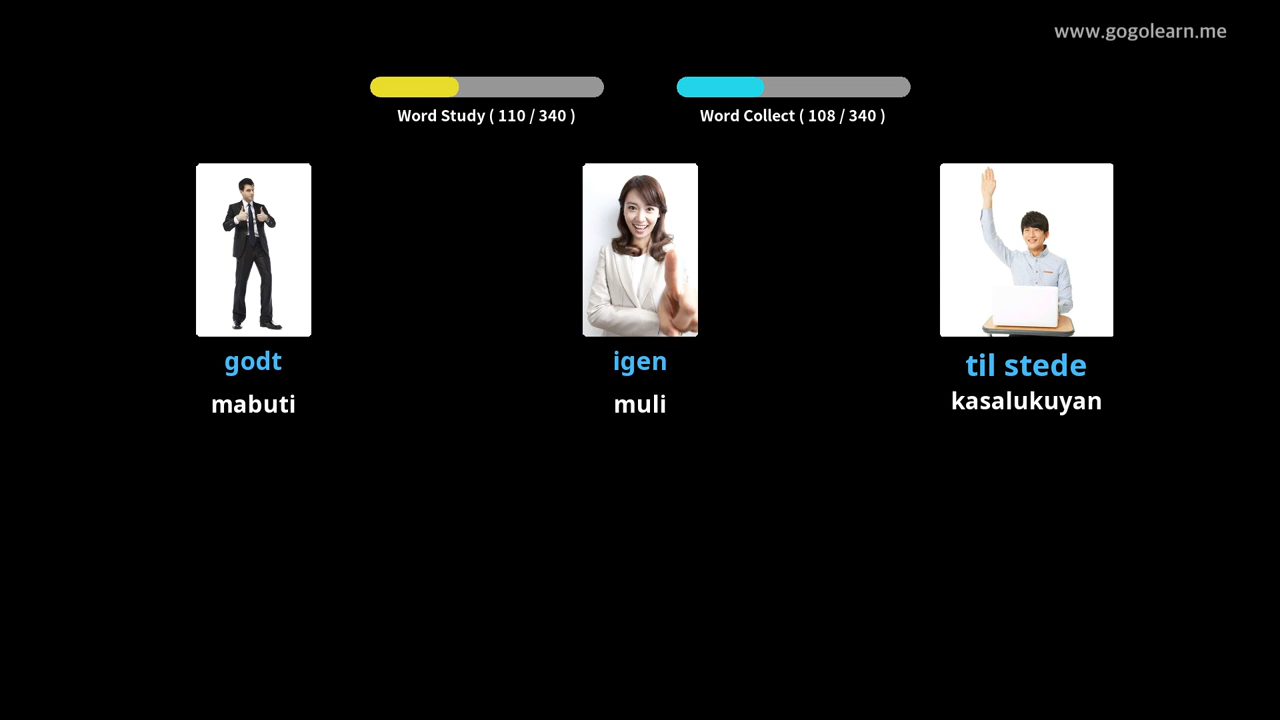 www.gogolearn.me
Word Study ( 110 / 340 )
Word Collect ( 108 / 340 )
godt
mabuti
igen
muli
til stede
kasalukuyan